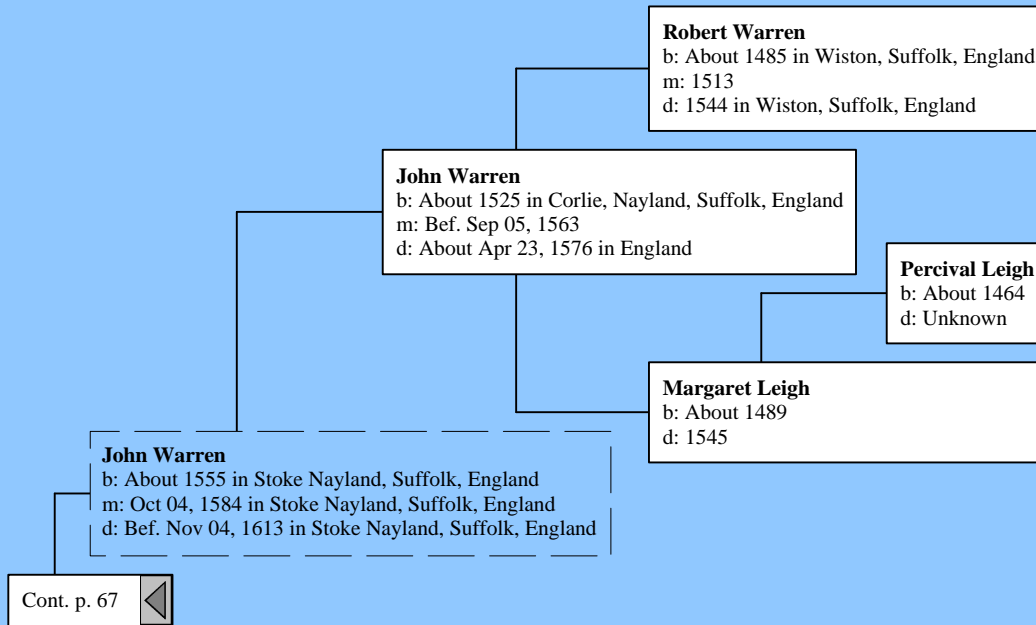 Robert Warren
b: About 1485 in Wiston, Suffolk, England
m: 1513
d: 1544 in Wiston, Suffolk, England
John Warren
b: About 1525 in Corlie, Nayland, Suffolk, England
m: Bef. Sep 05, 1563
d: About Apr 23, 1576 in England
Percival Leigh
b: About 1464
d: Unknown
Margaret Leigh
b: About 1489
d: 1545
John Warren
b: About 1555 in Stoke Nayland, Suffolk, England
m: Oct 04, 1584 in Stoke Nayland, Suffolk, England
d: Bef. Nov 04, 1613 in Stoke Nayland, Suffolk, England
Cont. p. 67